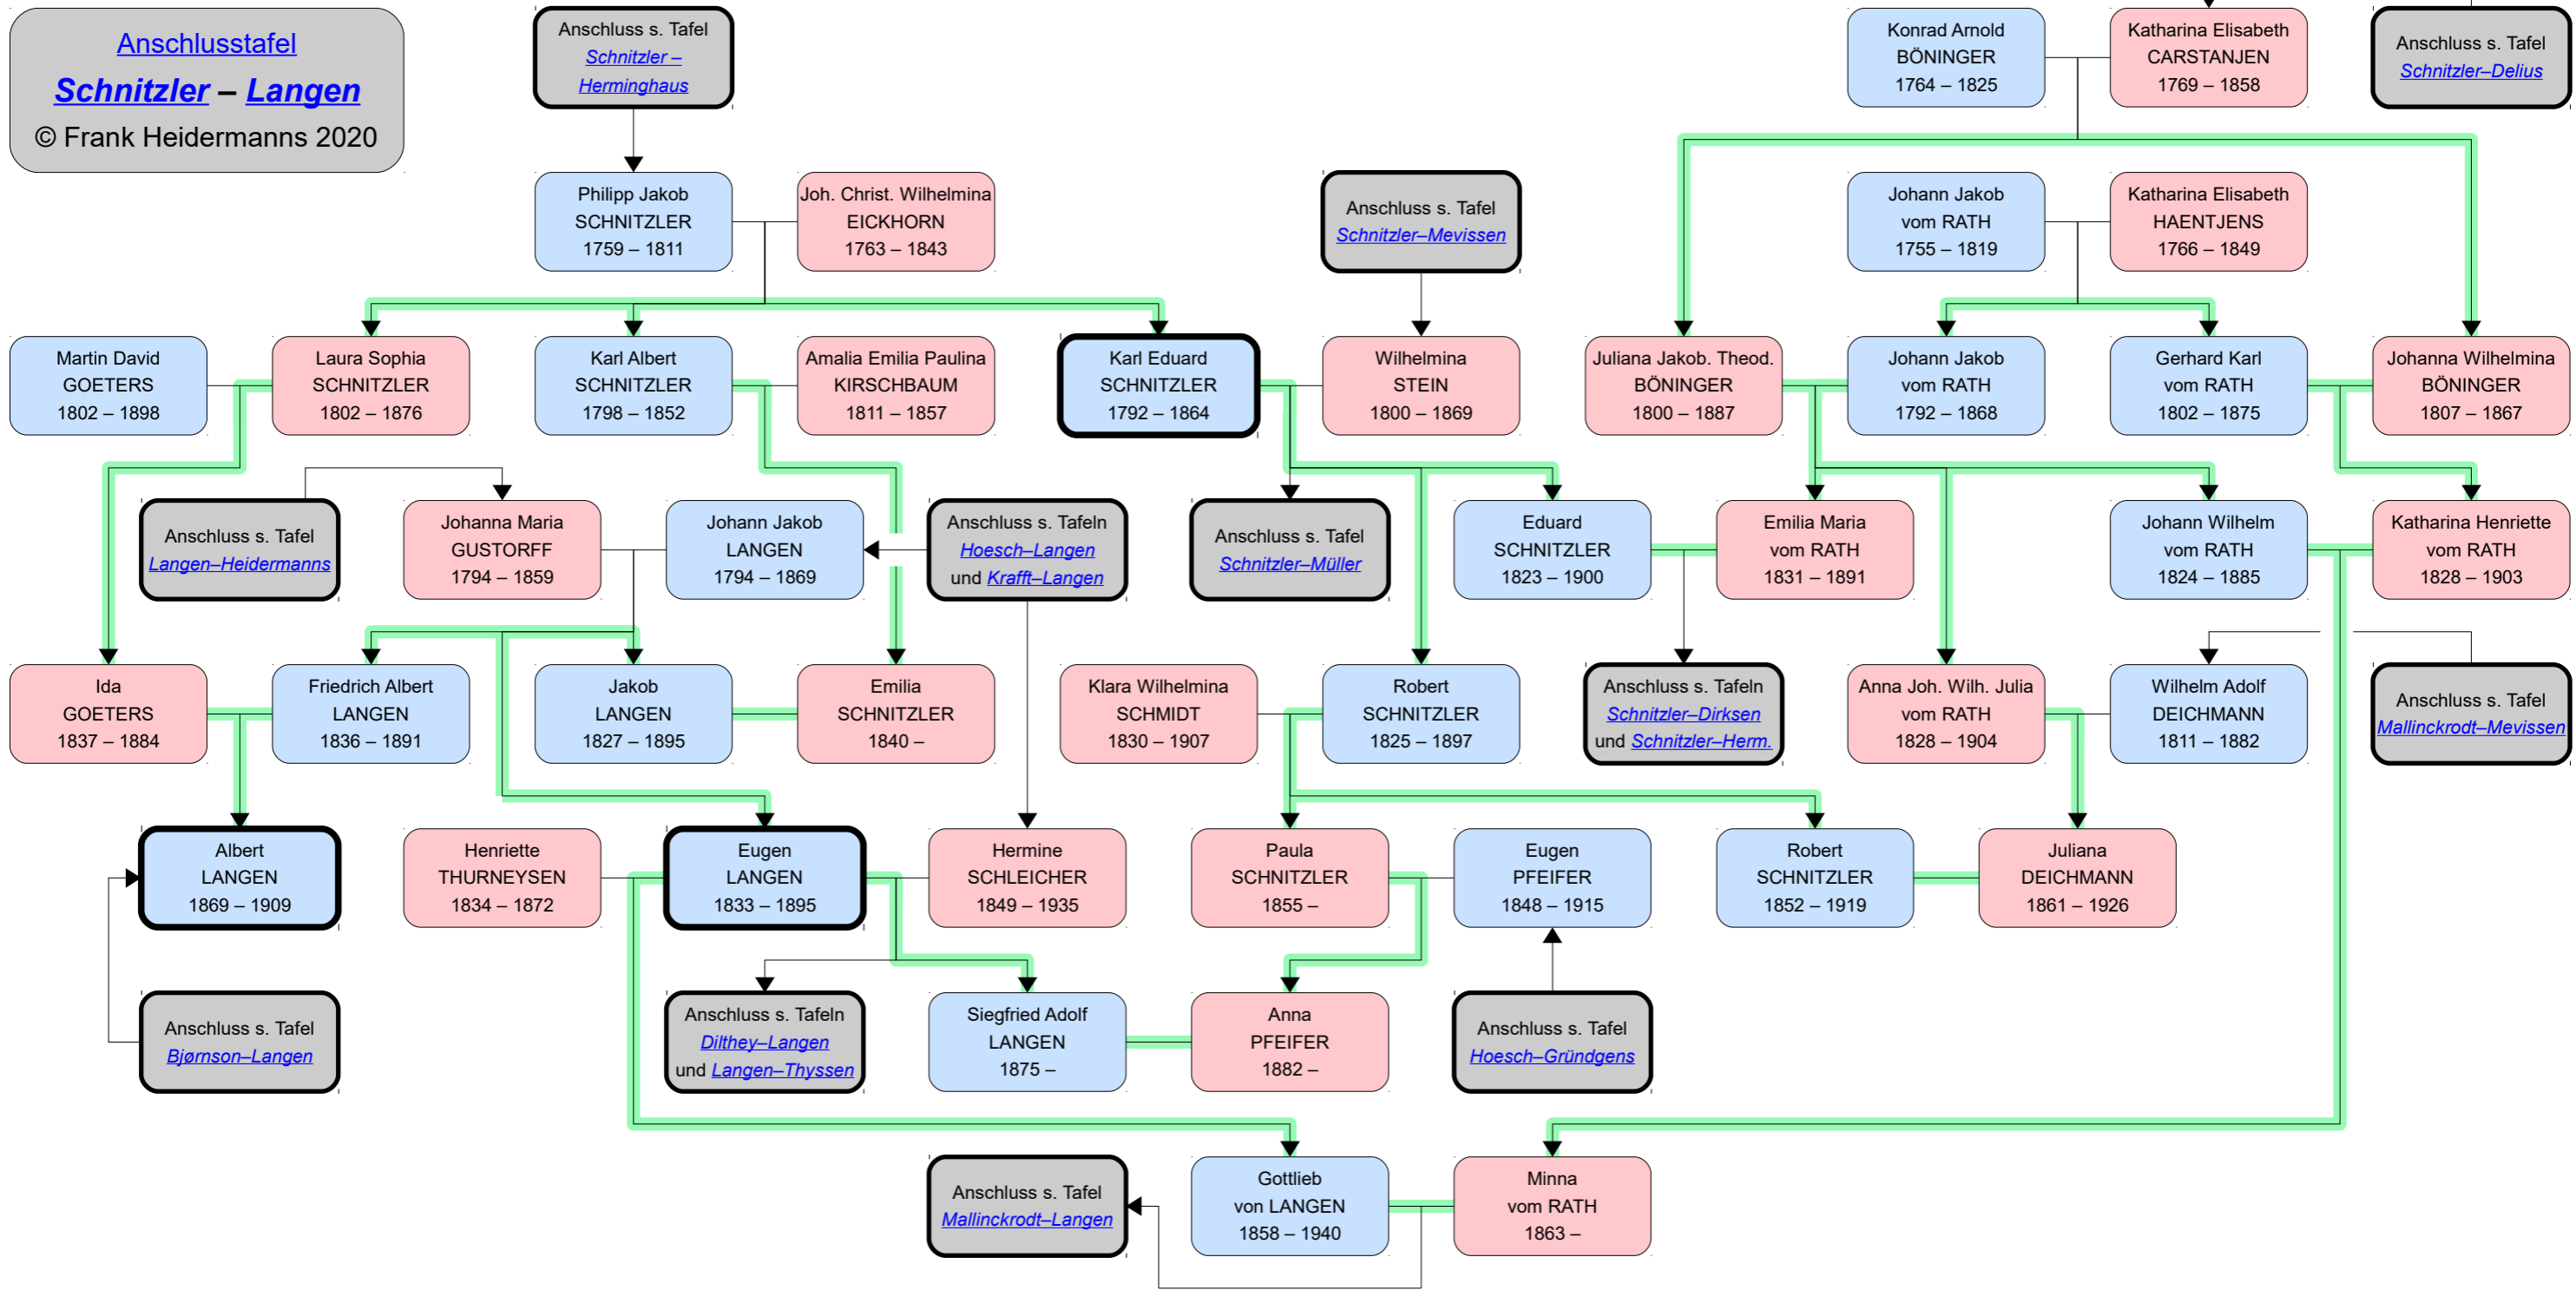 Anschlusstafel
Schnitzler – Langen
© Frank Heidermanns 2020
Anschluss s. Tafel
Schnitzler –
Herminghaus
Konrad Arnold
BÖNINGER
1764 – 1825
Katharina Elisabeth
CARSTANJEN
1769 – 1858
Anschluss s. Tafel
Schnitzler–Delius
Philipp Jakob
SCHNITZLER
1759 – 1811
Joh. Christ. Wilhelmina
EICKHORN
1763 – 1843
Anschluss s. Tafel
Schnitzler–Mevissen
Johann Jakob
vom RATH
1755 – 1819
Katharina Elisabeth
HAENTJENS
1766 – 1849
Martin David
GOETERS
1802 – 1898
Laura Sophia
SCHNITZLER
1802 – 1876
Karl Albert
SCHNITZLER
1798 – 1852
Amalia Emilia Paulina
KIRSCHBAUM
1811 – 1857
Karl Eduard
SCHNITZLER
1792 – 1864
Wilhelmina
STEIN
1800 – 1869
Juliana Jakob. Theod.
BÖNINGER
1800 – 1887
Johann Jakob
vom RATH
1792 – 1868
Gerhard Karl
vom RATH
1802 – 1875
Johanna Wilhelmina
BÖNINGER
1807 – 1867
Anschluss s. Tafel
Langen–Heidermanns
Johanna Maria
GUSTORFF
1794 – 1859
Johann Jakob
LANGEN
1794 – 1869
Anschluss s. Tafeln
Hoesch–Langen
und Krafft–Langen
Anschluss s. Tafel
Schnitzler–Müller
Eduard
SCHNITZLER
1823 – 1900
Emilia Maria
vom RATH
1831 – 1891
Johann Wilhelm
vom RATH
1824 – 1885
Katharina Henriette
vom RATH
1828 – 1903
Ida
GOETERS
1837 – 1884
Friedrich Albert
LANGEN
1836 – 1891
Jakob
LANGEN
1827 – 1895
Emilia
SCHNITZLER
1840 –
Klara Wilhelmina
SCHMIDT
1830 – 1907
Robert
SCHNITZLER
1825 – 1897
Anschluss s. Tafeln
Schnitzler–Dirksen
und Schnitzler–Herm.
Anna Joh. Wilh. Julia
vom RATH
1828 – 1904
Wilhelm Adolf
DEICHMANN
1811 – 1882
Anschluss s. Tafel
Mallinckrodt–Mevissen
Albert
LANGEN
1869 – 1909
Henriette
THURNEYSEN
1834 – 1872
Eugen
LANGEN
1833 – 1895
Hermine
SCHLEICHER
1849 – 1935
Paula
SCHNITZLER
1855 –
Eugen
PFEIFER
1848 – 1915
Robert
SCHNITZLER
1852 – 1919
Juliana
DEICHMANN
1861 – 1926
Anschluss s. Tafel
Bjørnson–Langen
Anschluss s. Tafeln
Dilthey–Langen
und Langen–Thyssen
Siegfried Adolf
LANGEN
1875 –
Anna
PFEIFER
1882 –
Anschluss s. Tafel
Hoesch–Gründgens
Anschluss s. Tafel
Mallinckrodt–Langen
Gottlieb
von LANGEN
1858 – 1940
Minna
vom RATH
1863 –